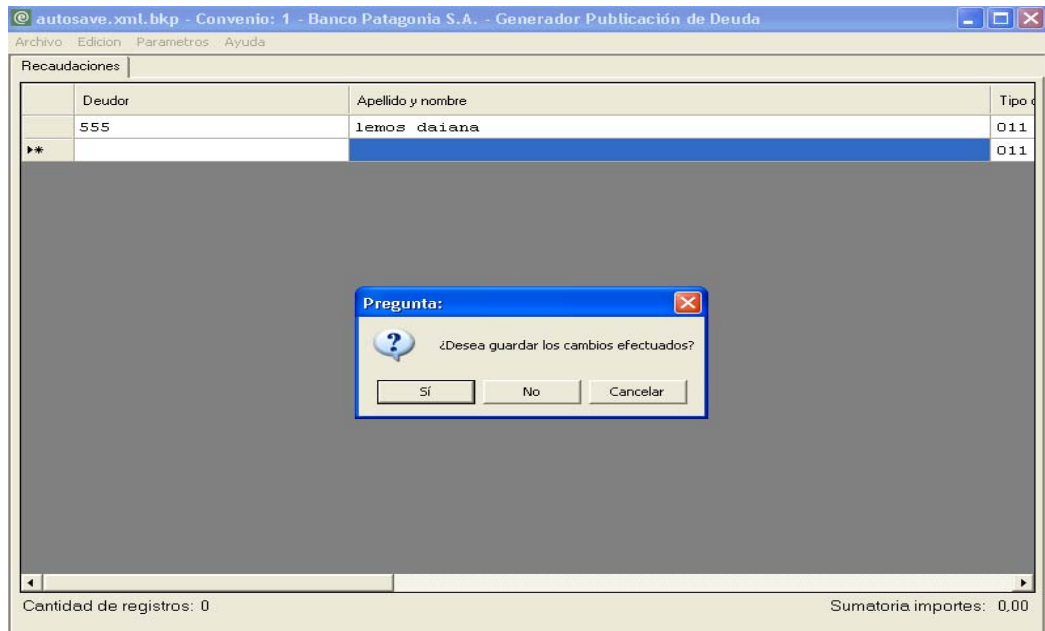 autosave.xml.bkp - Convenio: 1 - Banco Patagonia S.A. - Generador Publicación de Deuda
Archivo Edicion Parametros Ayuda
Recaudaciones
Deudor Apellido y nombre Tipo
555 lemos daiana 011
011
Pregunta:
¿Desea guardar los cambios efectuados?
Sí No Cancelar
Cantidad de registros: 0 Sumatoria importes: 0,00